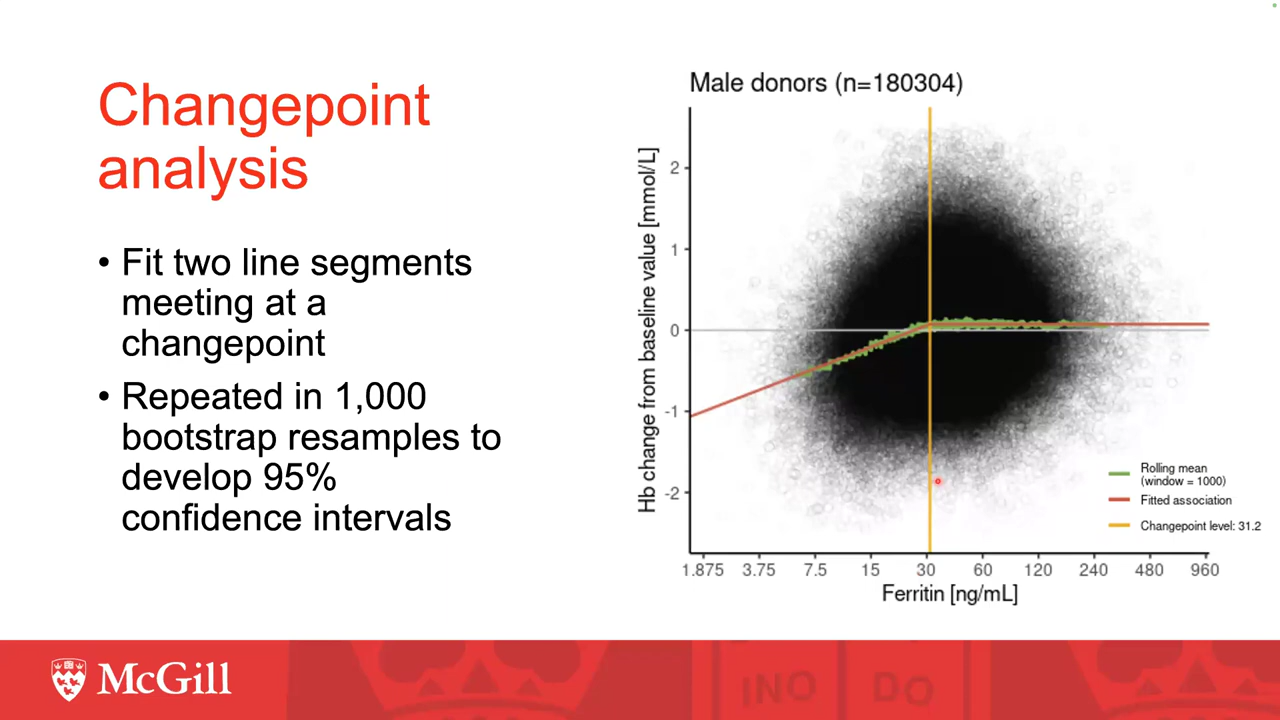 Changepoint
analysis
• Fit two line segments
meeting at a
changepoint
• Repeated in 1,000
bootstrap resamples to
develop 95%
confidence intervals
Male donors (n=180304)
Hb change from baseline value [mmol/L]
2
1
0
-1
-2
Rolling mean
(window = 1000)
Fitted association
Changepoint level: 31.2
1.875 3.75 7.5 15 30 60 120 240 480 960
Ferritin [ng/mL]
McGill
INO DO